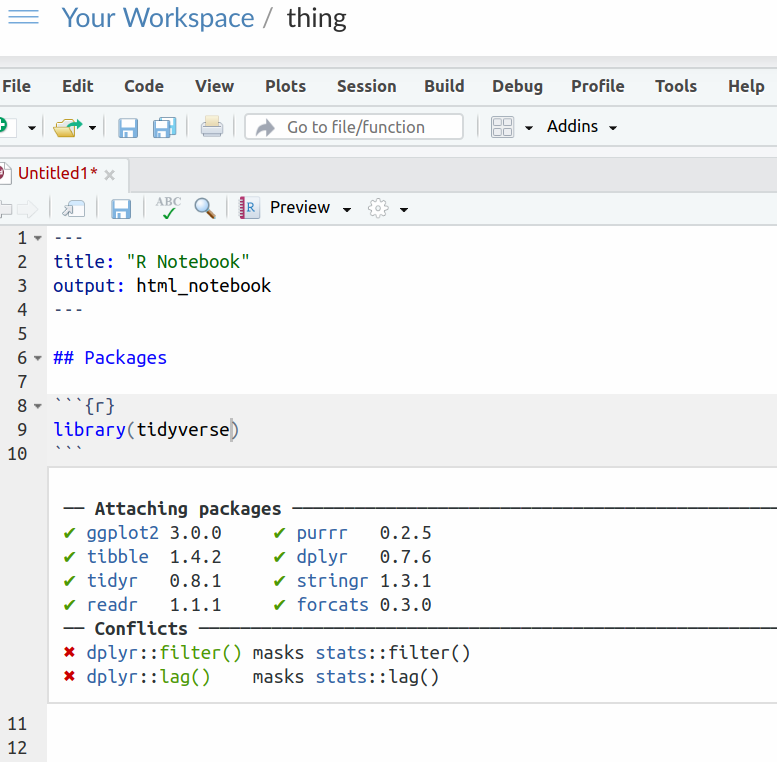 Your Workspace / thing
File Edit Code View Plots Session Build Debug Profile Tools Help
Go to file/function Addins
Untitled1*
ABC R Preview
1 ---
2 title: "R Notebook"
3 output: html_notebook
4 ---
5
6 ## Packages
7
8 ```{r}
9 library(tidyverse)
10 ```
── Attaching packages ──────────────────────
✔ ggplot2 3.0.0 ✔ purrr 0.2.5
✔ tibble 1.4.2 ✔ dplyr 0.7.6
✔ tidyr 0.8.1 ✔ stringr 1.3.1
✔ readr 1.1.1 ✔ forcats 0.3.0
── Conflicts ──────────────────────
✖ dplyr::filter() masks stats::filter()
✖ dplyr::lag() masks stats::lag()
11
12